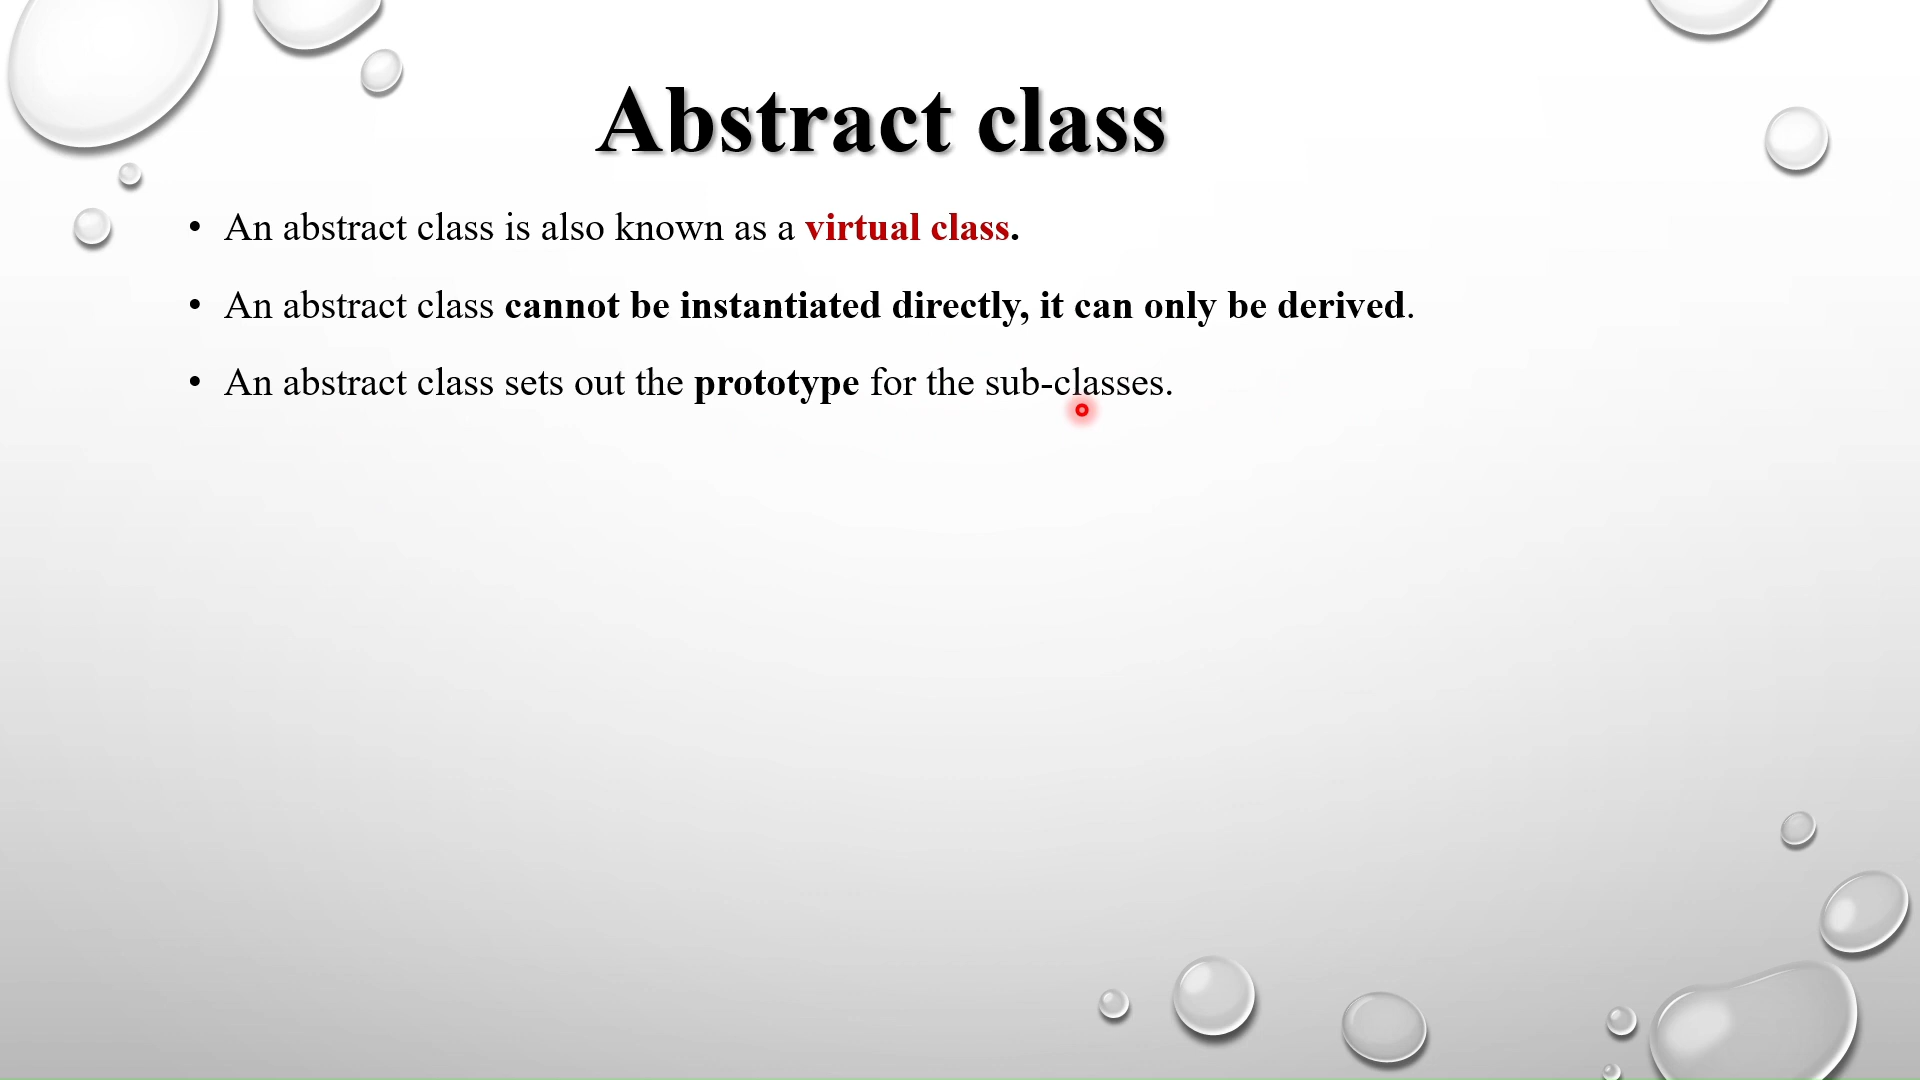 Abstract class
• An abstract class is also known as a virtual class.
• An abstract class cannot be instantiated directly, it can only be derived.
• An abstract class sets out the prototype for the sub-classes.